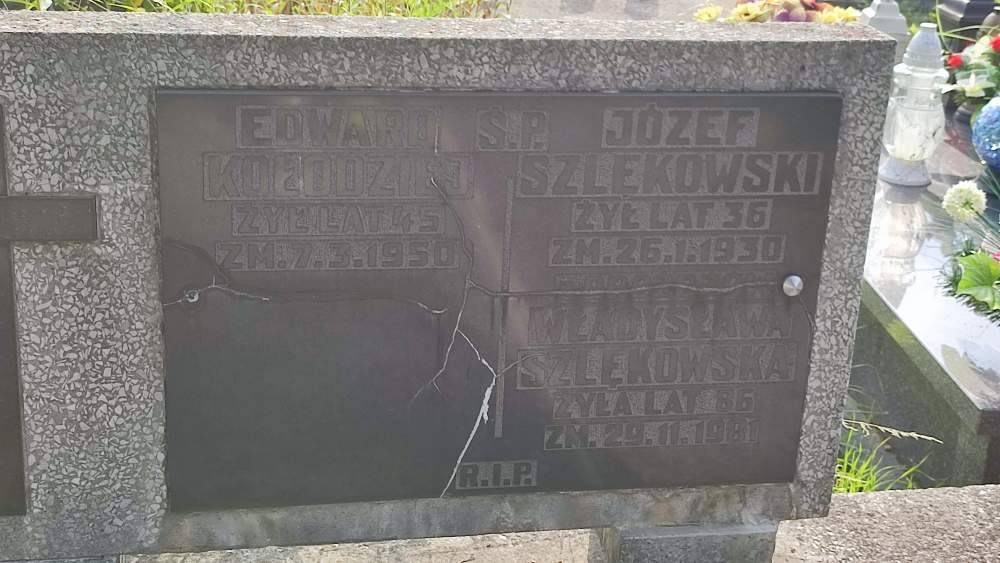 Ś.P.
EDWARD
KOŁODZIEJ
ŻYŁ LAT 45
ZM. 7.3.1950
JÓZEF
SZLĘKOWSKI
ŻYŁ LAT 36
ZM. 26.1.1930
WŁADYSŁAWA
SZLĘKOWSKA
ŻYŁA LAT 86
ZM. 29.11.1981
R.I.P.